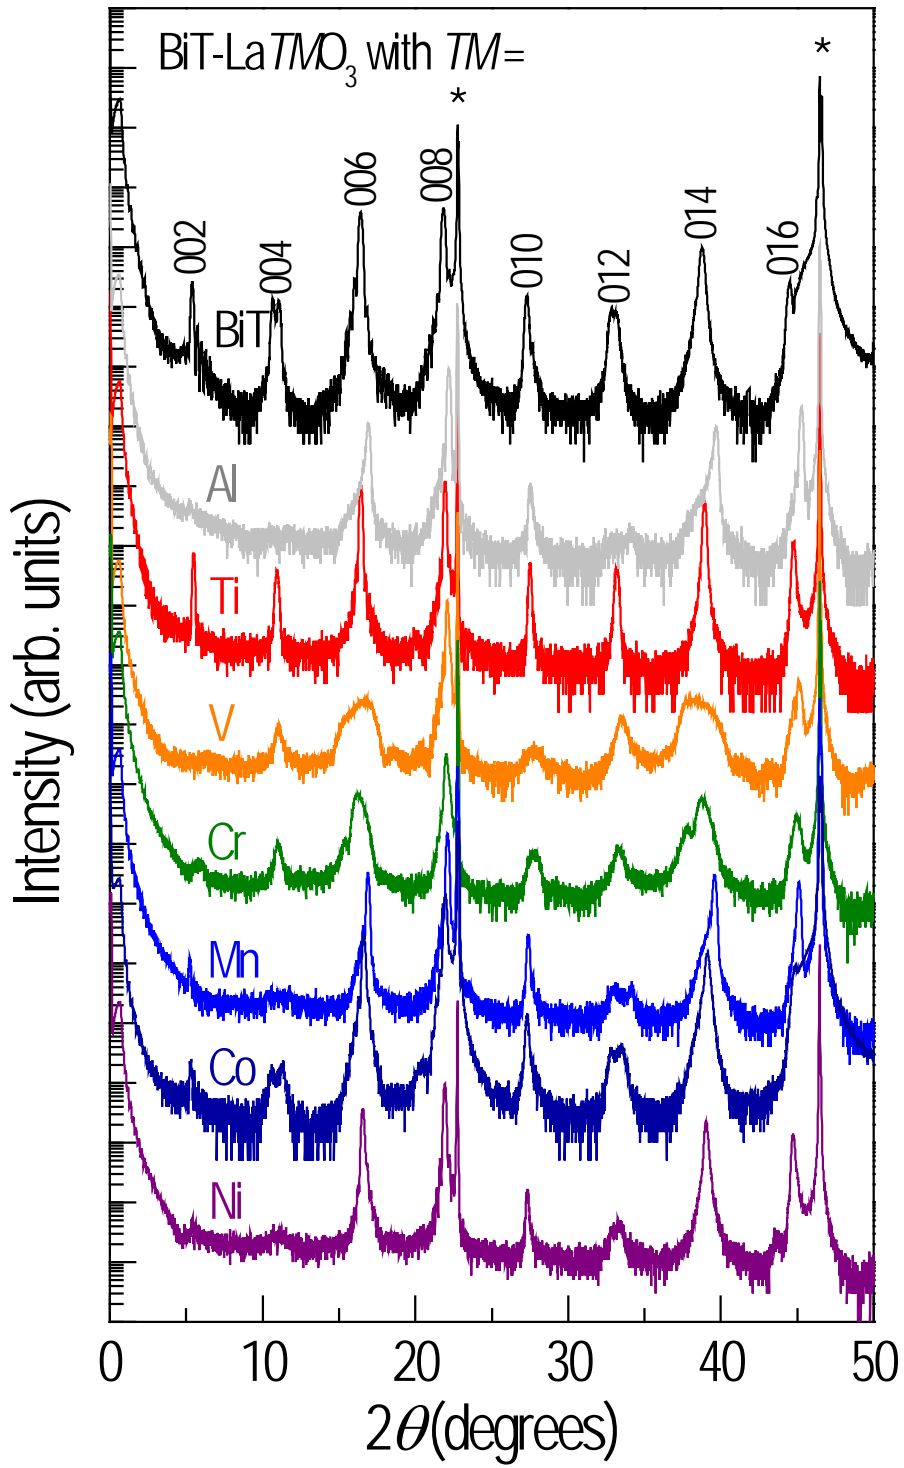 BiT-LaTMO₃ with TM =
*
*
002
004
006
008
010
012
014
016
BiT
Al
Ti
V
Cr
Mn
Co
Ni
Intensity (arb. units)
0 10 20 30 40 50
2θ (degrees)